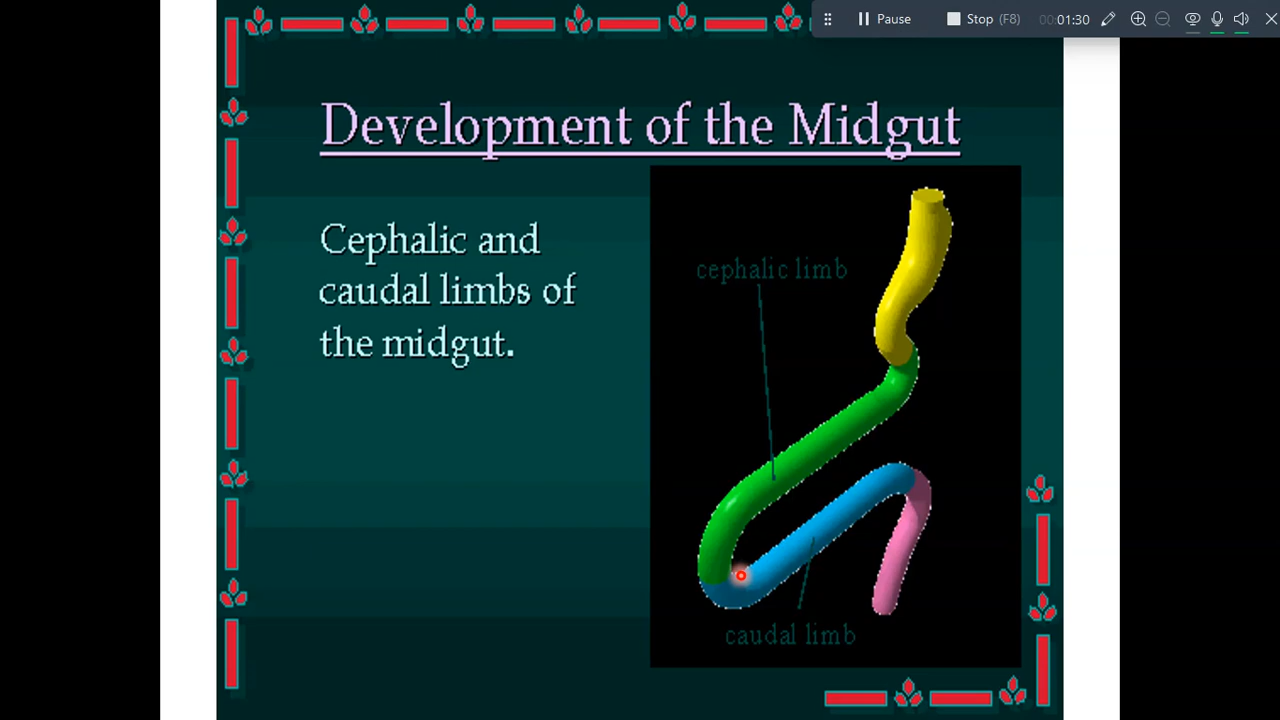 Pause Stop (F8) 00:01:30
Development of the Midgut
Cephalic and
caudal limbs of
the midgut.
cephalic limb
caudal limb